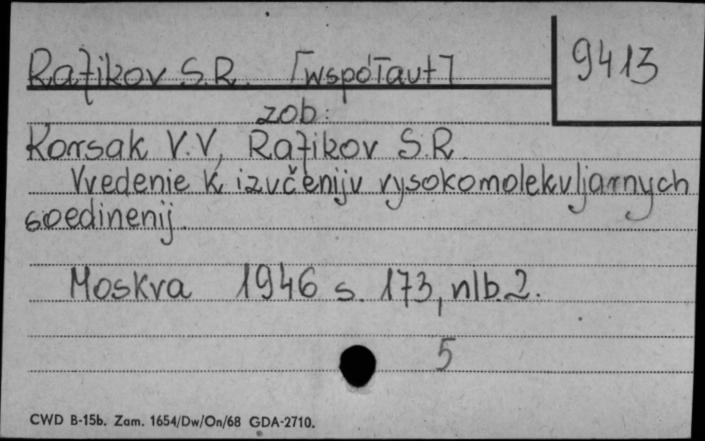 Rafikov S.R. [współaut]
9413
zob:
Korsak V.V, Rafikov S.R.
Vvedenie k izučeniju vysokomolekuljarnych
soedinenij.
Moskva 1946 s. 173, nlb. 2.
5
CWD B-15b. Zam. 1654/Dw/On/68 GDA-2710.